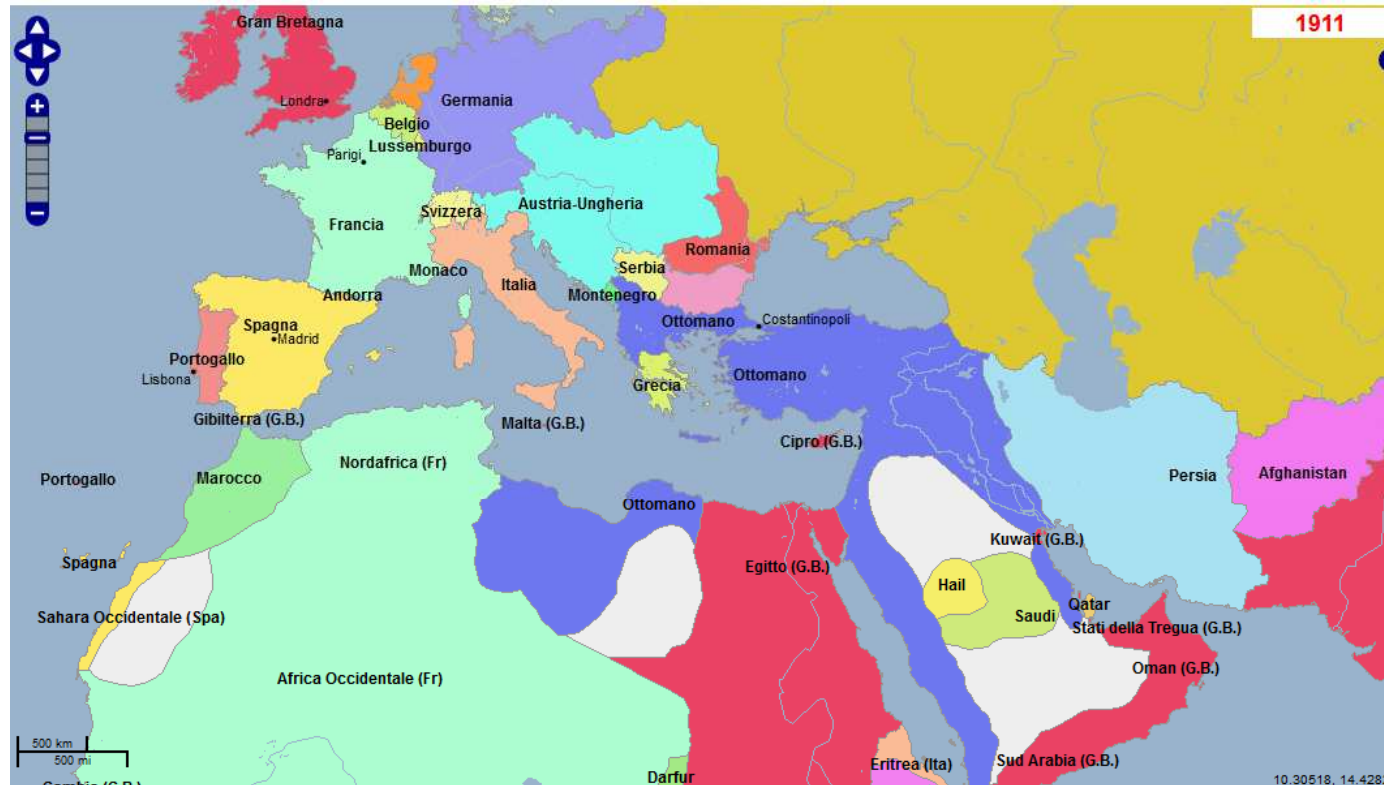 1911
Gran Bretagna
Londra
Germania
Belgio
Lussemburgo
Parigi
Francia
Svizzera
Austria-Ungheria
Romania
Monaco
Italia
Serbia
Andorra
Montenegro
Spagna
Madrid
Ottomano
Costantinopoli
Portogallo
Lisbona
Ottomano
Grecia
Gibilterra (G.B.)
Malta (G.B.)
Cipro (G.B.)
Nordafrica (Fr)
Marocco
Portogallo
Persia
Afghanistan
Ottomano
Kuwait (G.B.)
Spagna
Egitto (G.B.)
Hail
Qatar
Sahara Occidentale (Spa)
Saudi
Stati della Tregua (G.B.)
Oman (G.B.)
Africa Occidentale (Fr)
500 km
500 mi
Sud Arabia (G.B.)
Eritrea (Ita)
Darfur
Gambia (G.B.)
10.30518, 14.428